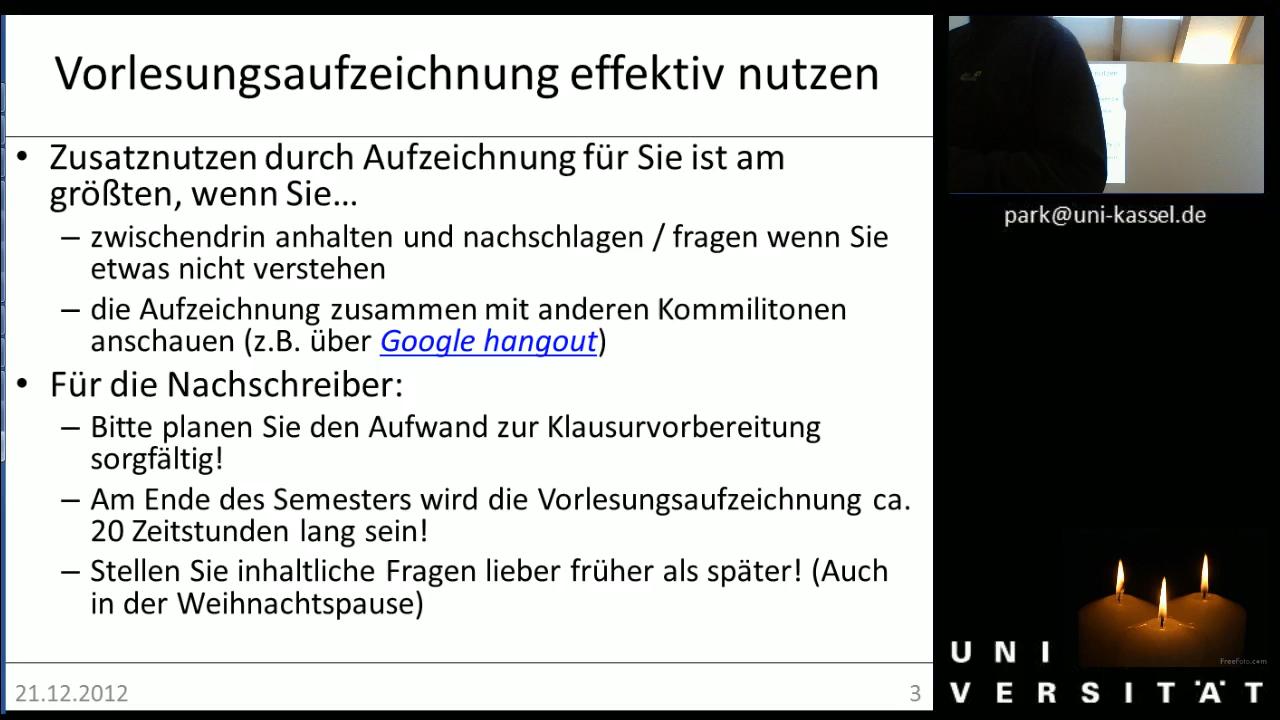 Vorlesungsaufzeichnung effektiv nutzen
• Zusatznutzen durch Aufzeichnung für Sie ist am
größten, wenn Sie...
– zwischendrin anhalten und nachschlagen / fragen wenn Sie
etwas nicht verstehen
– die Aufzeichnung zusammen mit anderen Kommilitonen
anschauen (z.B. über Google hangout)
• Für die Nachschreiber:
– Bitte planen Sie den Aufwand zur Klausurvorbereitung
sorgfältig!
– Am Ende des Semesters wird die Vorlesungsaufzeichnung ca.
20 Zeitstunden lang sein!
– Stellen Sie inhaltliche Fragen lieber früher als später! (Auch
in der Weihnachtspause)
21.12.2012
3
park@uni-kassel.de
FreeFoto.com
UNI
VERSITÄT